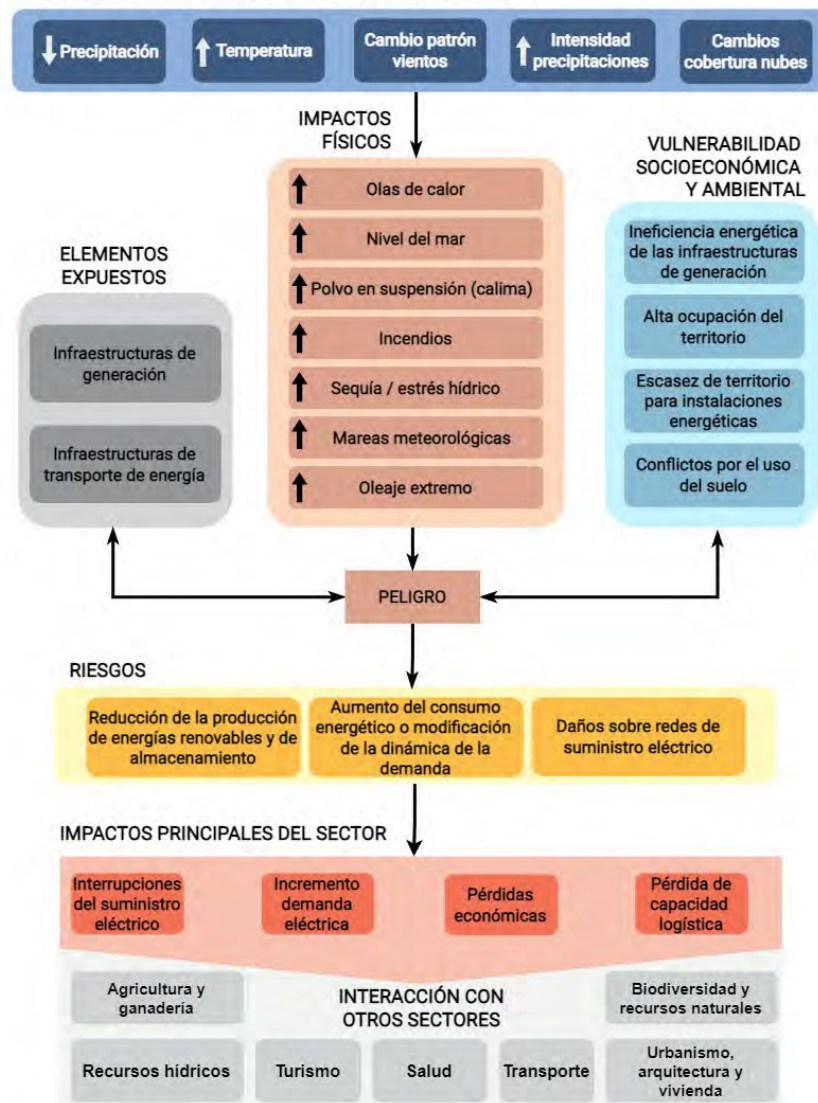 Precipitación
Temperatura
Cambio patrón
vientos
Intensidad
precipitaciones
Cambios
cobertura nubes
IMPACTOS
FÍSICOS
Olas de calor
Nivel del mar
Polvo en suspensión (calima)
Incendios
Sequía / estrés hídrico
Mareas meteorológicas
Oleaje extremo
VULNERABILIDAD
SOCIOECONÓMICA
Y AMBIENTAL
Ineficiencia energética
de las infraestructuras
de generación
Alta ocupación del
territorio
Escasez de territorio
para instalaciones
energéticas
Conflictos por el uso
del suelo
ELEMENTOS
EXPUESTOS
Infraestructuras de
generación
Infraestructuras de
transporte de energía
PELIGRO
RIESGOS
Reducción de la producción
de energías renovables y de
almacenamiento
Aumento del consumo
energético o modificación
de la dinámica de la
demanda
Daños sobre redes de
suministro eléctrico
IMPACTOS PRINCIPALES DEL SECTOR
Interrupciones
del suministro
eléctrico
Incremento
demanda
eléctrica
Pérdidas
económicas
Pérdida de
capacidad
logística
Agricultura y
ganadería
INTERACCIÓN CON
OTROS SECTORES
Biodiversidad y
recursos naturales
Recursos hídricos
Turismo
Salud
Transporte
Urbanismo,
arquitectura y
vivienda